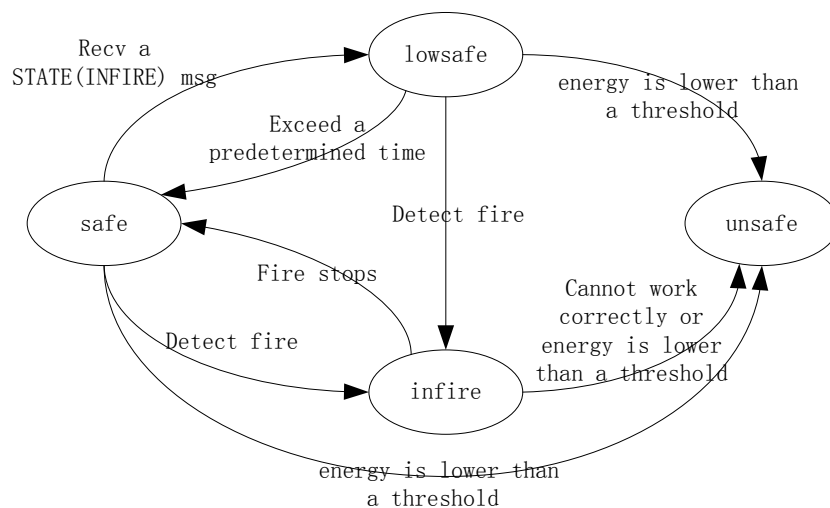 Recv a
STATE(INFIRE) msg
lowsafe
energy is lower than
a threshold
Exceed a
predetermined time
safe
Detect fire
unsafe
Fire stops
Cannot work
correctly or
energy is lower
than a threshold
Detect fire
infire
energy is lower than
a threshold